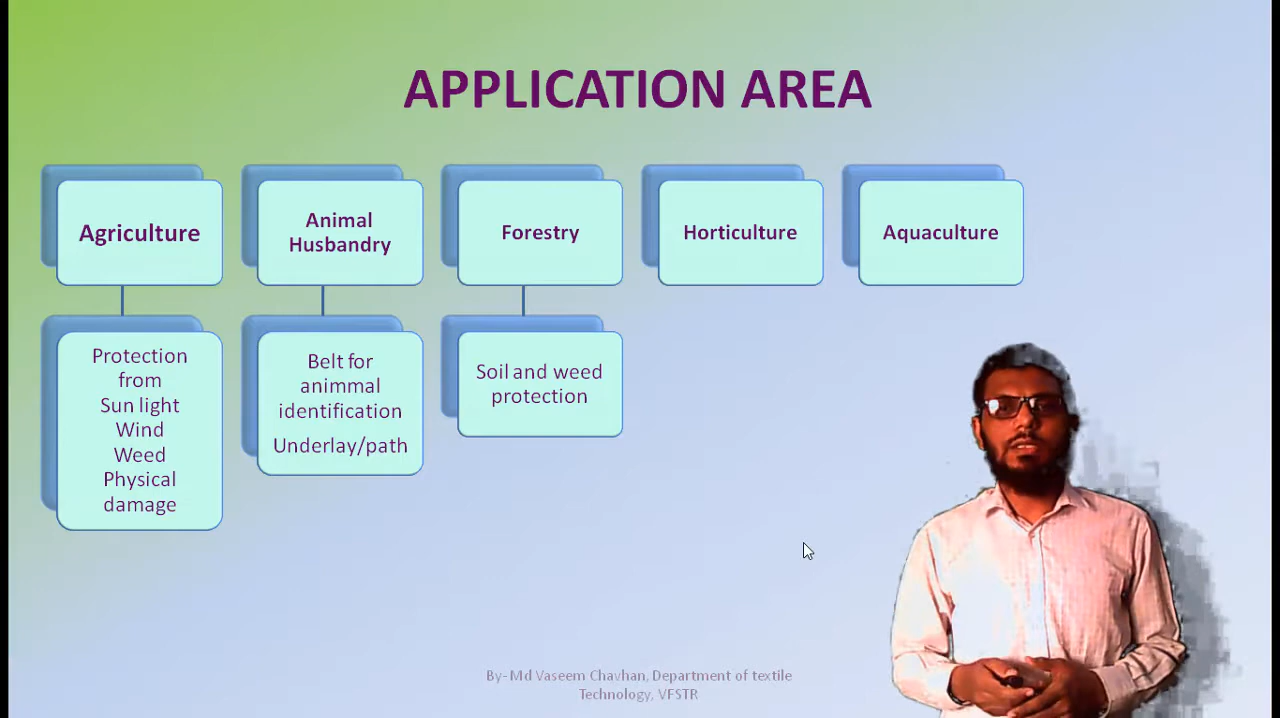 APPLICATION AREA
Agriculture
Animal
Husbandry
Forestry
Horticulture
Aquaculture
Protection
from
Sun light
Wind
Weed
Physical
damage
Belt for
animmal
identification
Underlay/path
Soil and weed
protection
By- Md Vaseem Chavhan, Department of textile
Technology, VFSTR